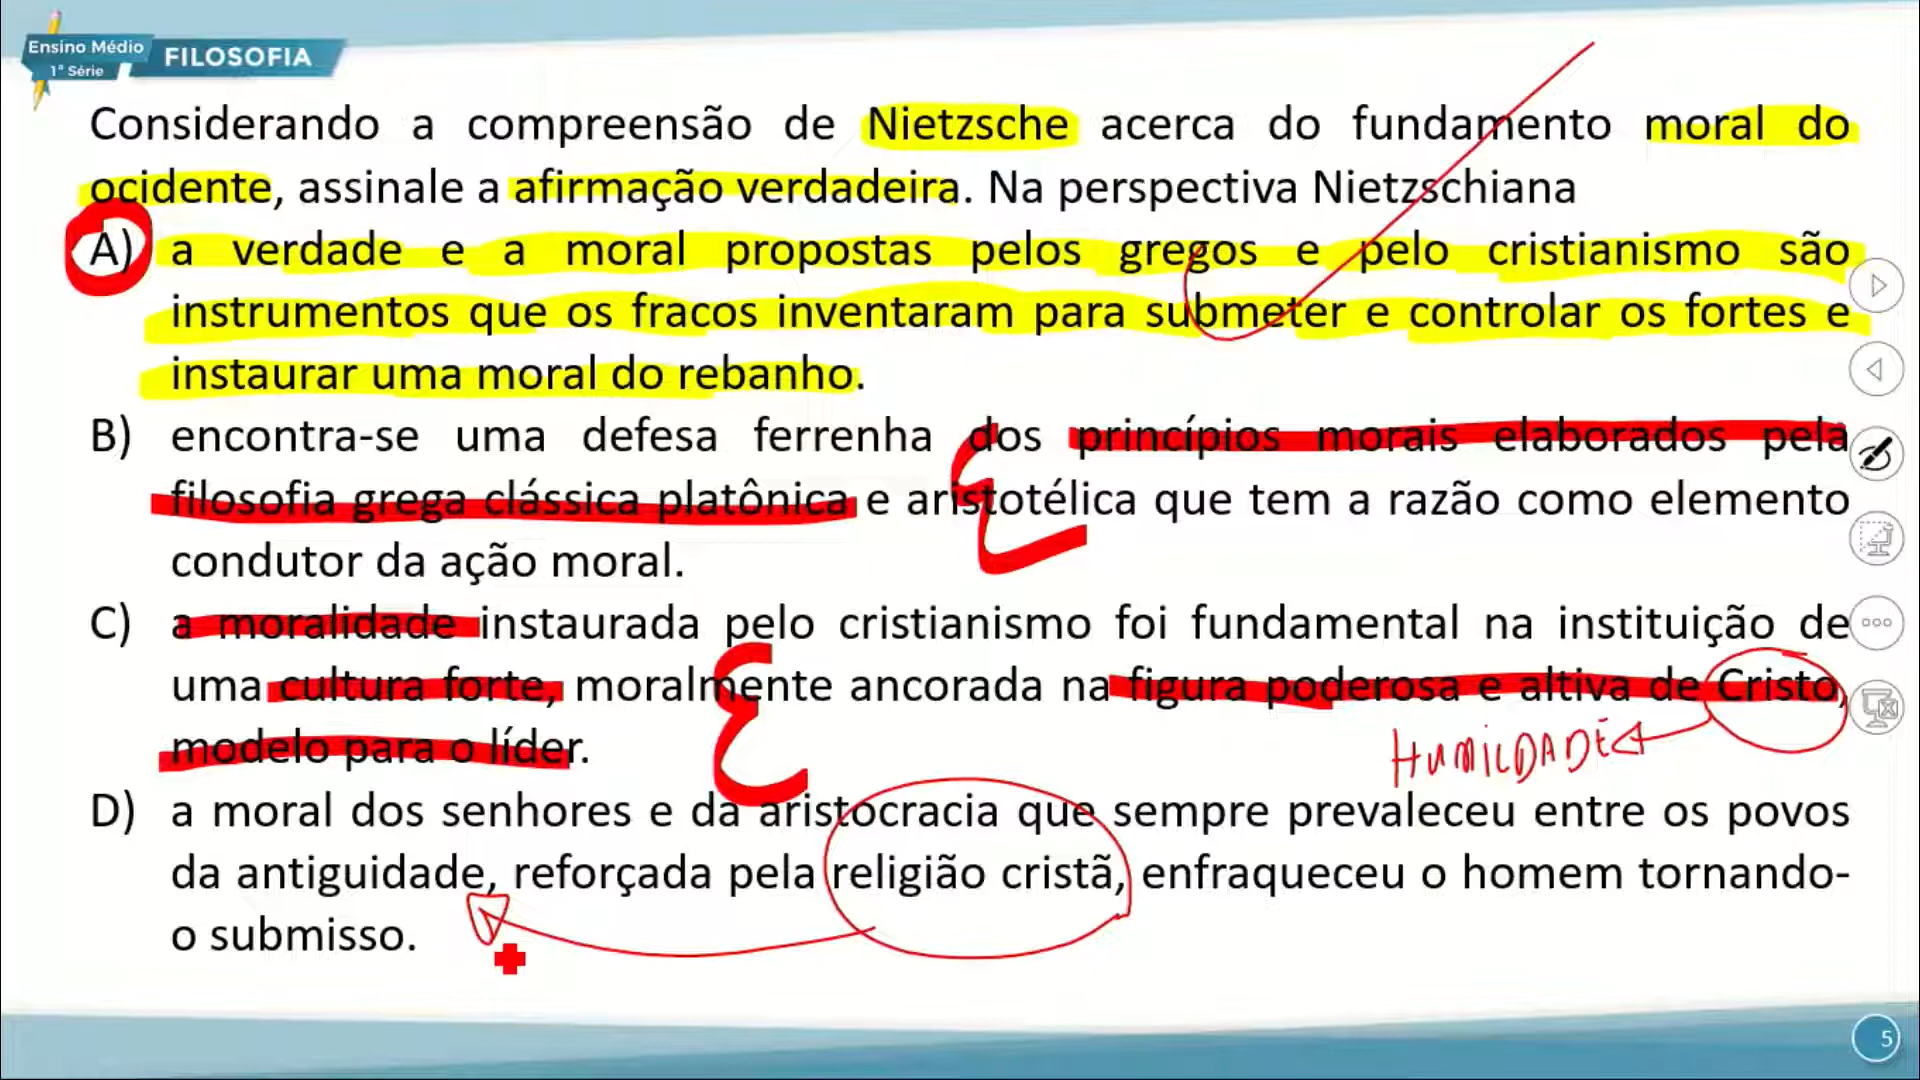 Ensino Médio
1ª Série
FILOSOFIA
Considerando a compreensão de Nietzsche acerca do fundamento moral do
ocidente, assinale a afirmação verdadeira. Na perspectiva Nietzschiana
A) a verdade e a moral propostas pelos gregos e pelo cristianismo são
instrumentos que os fracos inventaram para submeter e controlar os fortes e
instaurar uma moral do rebanho.
B) encontra-se uma defesa ferrenha dos princípios morais elaborados pela
filosofia grega clássica platônica e aristotélica que tem a razão como elemento
condutor da ação moral.
C) a moralidade instaurada pelo cristianismo foi fundamental na instituição de
uma cultura forte, moralmente ancorada na figura poderosa e altiva de Cristo,
modelo para o líder.
HUMILDADE
D) a moral dos senhores e da aristocracia que sempre prevaleceu entre os povos
da antiguidade, reforçada pela religião cristã, enfraqueceu o homem tornando-
o submisso.
5